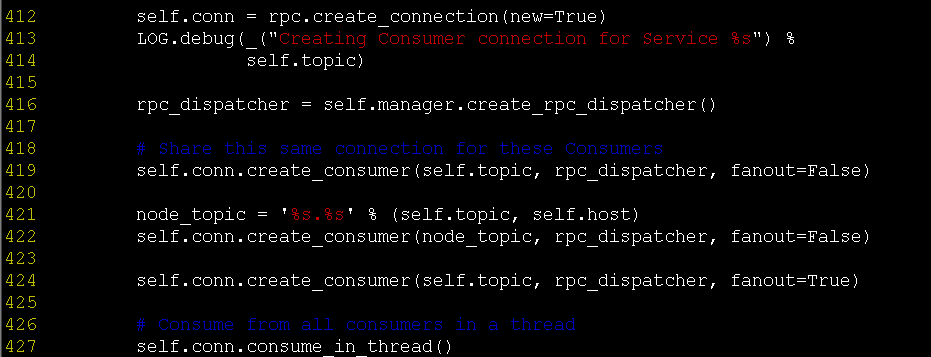 412         self.conn = rpc.create_connection(new=True)
413         LOG.debug(_("Creating Consumer connection for Service %s") %
414                   self.topic)
415
416         rpc_dispatcher = self.manager.create_rpc_dispatcher()
417
418         # Share this same connection for these Consumers
419         self.conn.create_consumer(self.topic, rpc_dispatcher, fanout=False)
420
421         node_topic = '%s.%s' % (self.topic, self.host)
422         self.conn.create_consumer(node_topic, rpc_dispatcher, fanout=False)
423
424         self.conn.create_consumer(self.topic, rpc_dispatcher, fanout=True)
425
426         # Consume from all consumers in a thread
427         self.conn.consume_in_thread()